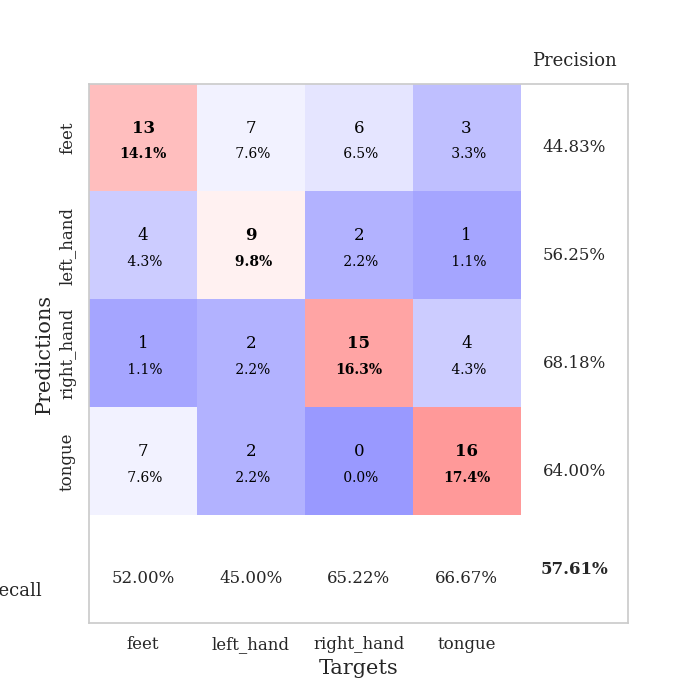 Precision
feet
13 7 6 3
14.1% 7.6% 6.5% 3.3%
44.83%
left_hand
4 9 2 1
4.3% 9.8% 2.2% 1.1%
56.25%
Predictions
right_hand
1 2 15 4
1.1% 2.2% 16.3% 4.3%
68.18%
tongue
7 2 0 16
7.6% 2.2% 0.0% 17.4%
64.00%
ecall
52.00% 45.00% 65.22% 66.67% 57.61%
feet left_hand right_hand tongue
Targets